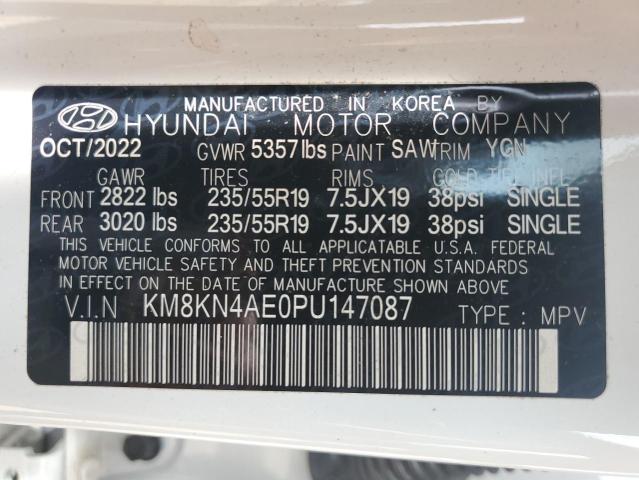 MANUFACTURED IN KOREA BY
HYUNDAI MOTOR COMPANY
OCT/2022 GVWR 5357lbs PAINT SAW TRIM YGN
GAWR TIRES RIMS COLD TIRE INFL
FRONT 2822 lbs 235/55R19 7.5JX19 38psi SINGLE
REAR 3020 lbs 235/55R19 7.5JX19 38psi SINGLE
THIS VEHICLE CONFORMS TO ALL APPLICATABLE U.S.A. FEDERAL
MOTOR VEHICLE SAFETY AND THEFT PREVENTION STANDARDS
IN EFFECT ON THE DATE OF MANUFACTURE SHOWN ABOVE
V.I.N KM8KN4AE0PU147087 TYPE : MPV